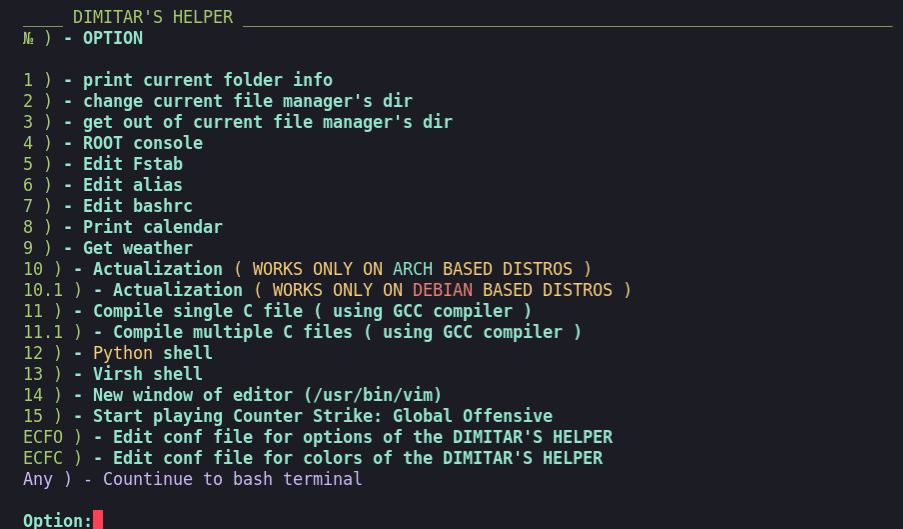 ____ DIMITAR'S HELPER _________________________________________________________________
№ ) - OPTION
1 ) - print current folder info
2 ) - change current file manager's dir
3 ) - get out of current file manager's dir
4 ) - ROOT console
5 ) - Edit Fstab
6 ) - Edit alias
7 ) - Edit bashrc
8 ) - Print calendar
9 ) - Get weather
10 ) - Actualization ( WORKS ONLY ON ARCH BASED DISTROS )
10.1 ) - Actualization ( WORKS ONLY ON DEBIAN BASED DISTROS )
11 ) - Compile single C file ( using GCC compiler )
11.1 ) - Compile multiple C files ( using GCC compiler )
12 ) - Python shell
13 ) - Virsh shell
14 ) - New window of editor (/usr/bin/vim)
15 ) - Start playing Counter Strike: Global Offensive
ECFO ) - Edit conf file for options of the DIMITAR'S HELPER
ECFC ) - Edit conf file for colors of the DIMITAR'S HELPER
Any ) - Countinue to bash terminal
Option: